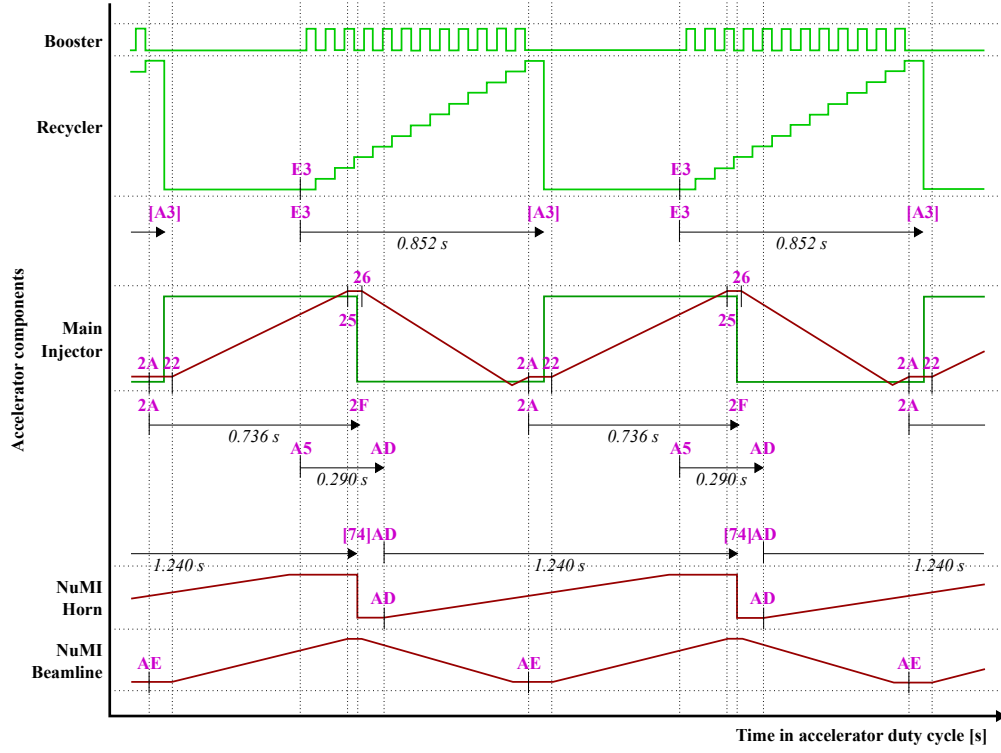 Booster
Recycler
E3 E3
[A3] E3 [A3] E3 [A3]
0.852 s 0.852 s
26 26
25 25
Main
Injector
2A 22 2A 22 2A
2A 2F 2A 2F 2A
0.736 s 0.736 s
A5 AD A5 AD
0.290 s 0.290 s
[74]AD [74]AD
1.240 s 1.240 s 1.240 s
NuMI
Horn
AD AD
NuMI
Beamline
AE AE AE
Accelerator components
Time in accelerator duty cycle [s]